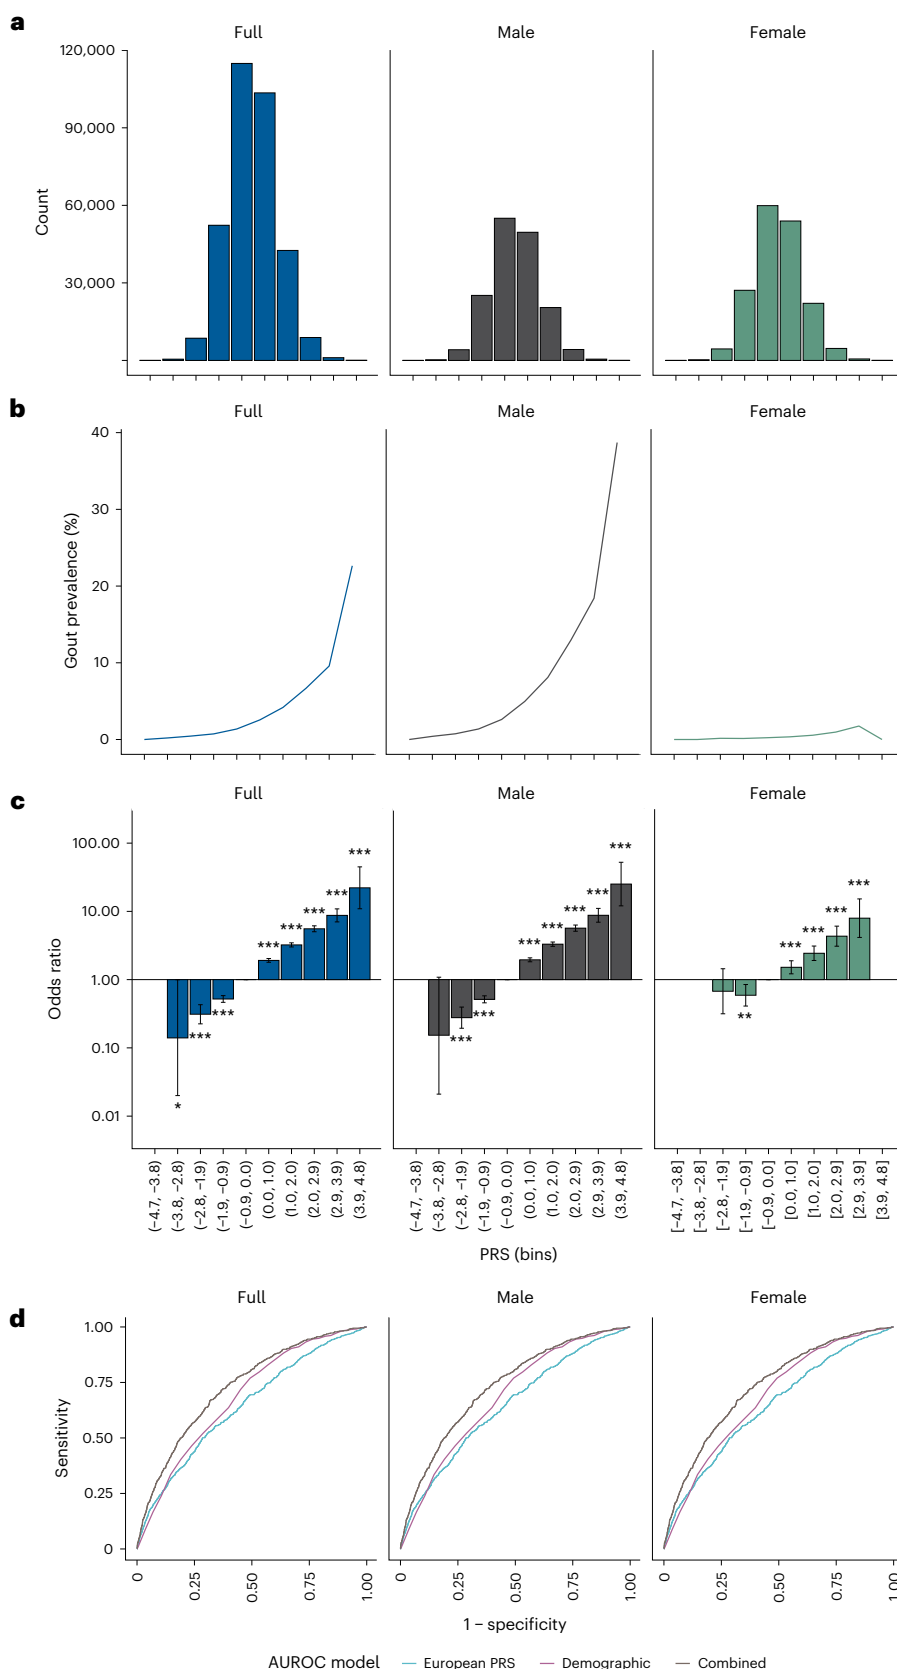 a
Full Male Female
120,000
90,000
60,000
30,000
Count
b
Full Male Female
40
30
20
10
0
Gout prevalence (%)
c
Full Male Female
100.00
10.00
1.00
0.10
0.01
Odds ratio
* *** *** *** *** *** *** ***
*** *** *** *** *** *** ***
** *** *** *** ***
(−4.7, −3.8) (−3.8, −2.8) (−2.8, −1.9) (−1.9, −0.9) (−0.9, 0.0) (0.0, 1.0) (1.0, 2.0) (2.0, 2.9) (2.9, 3.9) (3.9, 4.8)
(−4.7, −3.8) (−3.8, −2.8) (−2.8, −1.9) (−1.9, −0.9) (−0.9, 0.0) (0.0, 1.0) (1.0, 2.0) (2.0, 2.9) (2.9, 3.9) (3.9, 4.8)
[−4.7, −3.8] [−3.8, −2.8] [−2.8, −1.9] [−1.9, −0.9] [−0.9, 0.0] [0.0, 1.0] [1.0, 2.0] [2.0, 2.9] [2.9, 3.9] [3.9, 4.8]
PRS (bins)
d
Full Male Female
1.00
0.75
0.50
0.25
0
Sensitivity
0 0.25 0.50 0.75 1.00 0 0.25 0.50 0.75 1.00 0 0.25 0.50 0.75 1.00
1 − specificity
AUROC model European PRS Demographic Combined